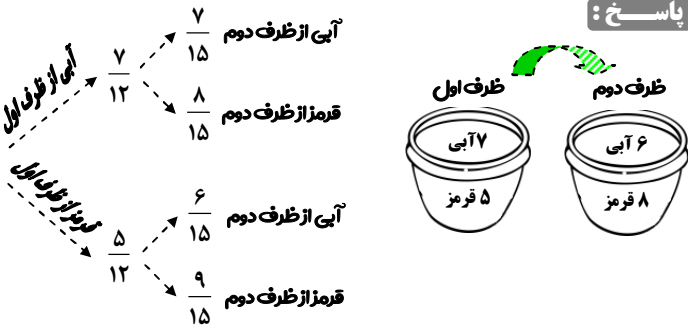 پاسخ :
ظرف اول
ظرف دوم
۷ آبی
۵ قرمز
۶ آبی
۸ قرمز
آبی از ظرف اول
۷
۱۲
۷
۱۵
آبی از ظرف دوم
۸
۱۵
قرمز از ظرف دوم
قرمز از ظرف اول
۵
۱۲
۶
۱۵
آبی از ظرف دوم
۹
۱۵
قرمز از ظرف دوم